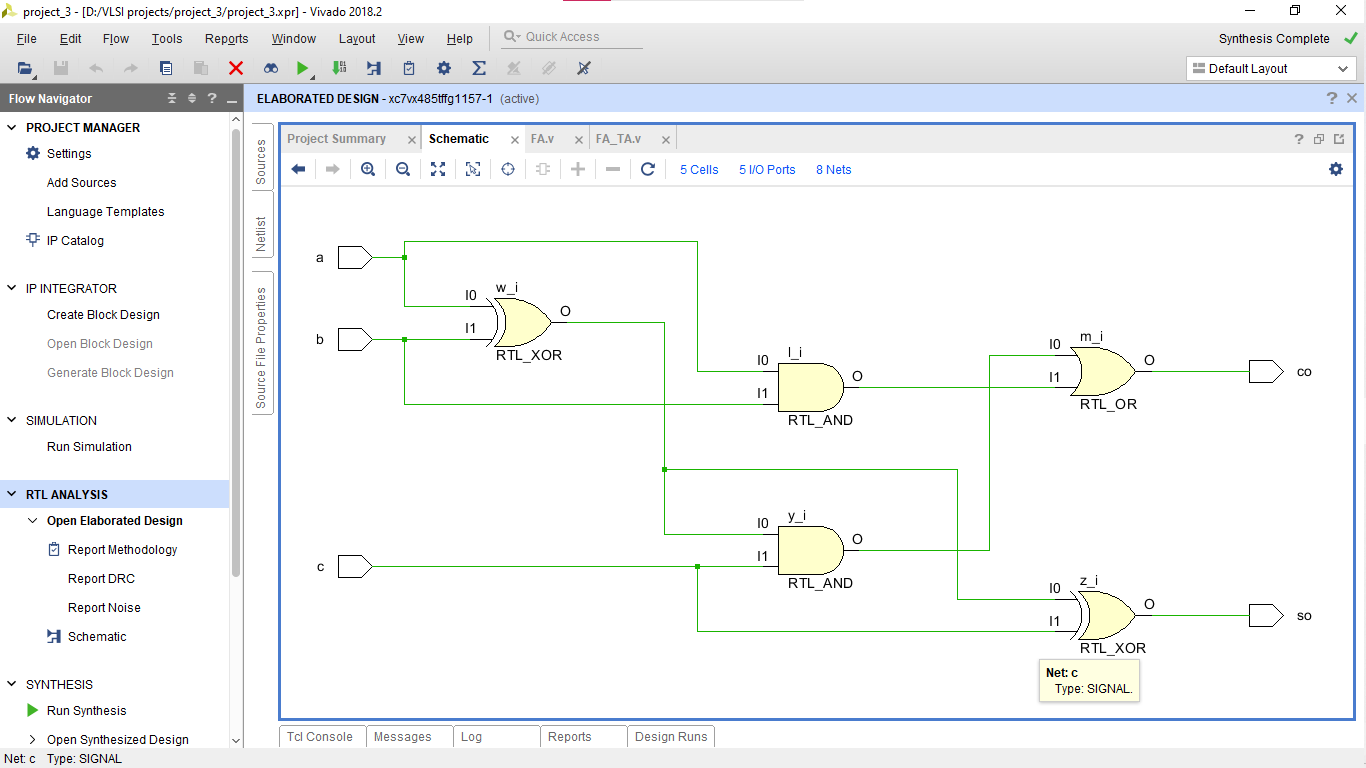 project_3 - [D:/VLSI projects/project_3/project_3.xpr] - Vivado 2018.2
File Edit Flow Tools Reports Window Layout View Help Quick Access Synthesis Complete
Default Layout
Flow Navigator
ELABORATED DESIGN - xc7vx485tffg1157-1 (active)
PROJECT MANAGER
Settings
Add Sources
Language Templates
IP Catalog
IP INTEGRATOR
Create Block Design
Open Block Design
Generate Block Design
SIMULATION
Run Simulation
RTL ANALYSIS
Open Elaborated Design
Report Methodology
Report DRC
Report Noise
Schematic
SYNTHESIS
Run Synthesis
Open Synthesized Design
Sources
Netlist
Source File Properties
Project Summary Schematic FA.v FA_TA.v
5 Cells 5 I/O Ports 8 Nets
a
b
c
w_i
I0
I1
O
RTL_XOR
l_i
I0
I1
O
RTL_AND
y_i
I0
I1
O
RTL_AND
m_i
I0
I1
O
RTL_OR
co
z_i
I0
I1
O
RTL_XOR
so
Net: c
Type: SIGNAL.
Tcl Console Messages Log Reports Design Runs
Net: c Type: SIGNAL